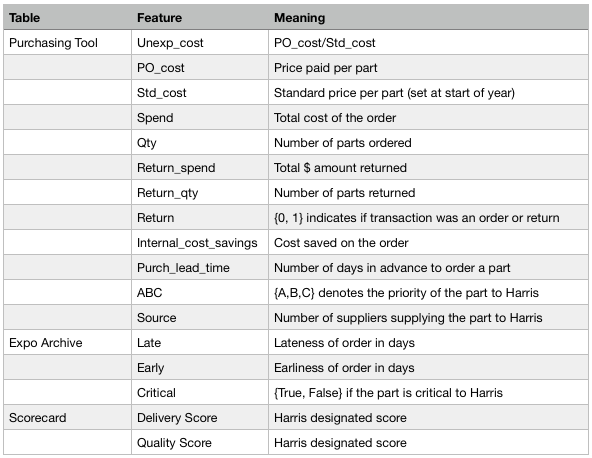 Table Feature Meaning
Purchasing Tool Unexp_cost PO_cost/Std_cost
PO_cost Price paid per part
Std_cost Standard price per part (set at start of year)
Spend Total cost of the order
Qty Number of parts ordered
Return_spend Total $ amount returned
Return_qty Number of parts returned
Return {0, 1} indicates if transaction was an order or return
Internal_cost_savings Cost saved on the order
Purch_lead_time Number of days in advance to order a part
ABC {A,B,C} denotes the priority of the part to Harris
Source Number of suppliers supplying the part to Harris
Expo Archive Late Lateness of order in days
Early Earliness of order in days
Critical {True, False} if the part is critical to Harris
Scorecard Delivery Score Harris designated score
Quality Score Harris designated score